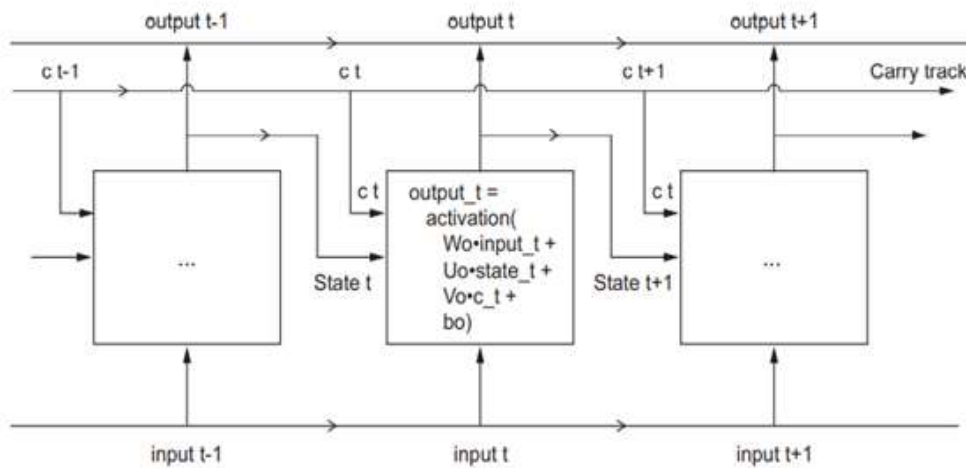 output t-1
output t
output t+1
c t-1
c t
c t+1
Carry track
c t
output_t =
activation(
Wo•input_t +
Uo•state_t +
Vo•c_t +
bo)
c t
...
...
State t
State t+1
input t-1
input t
input t+1